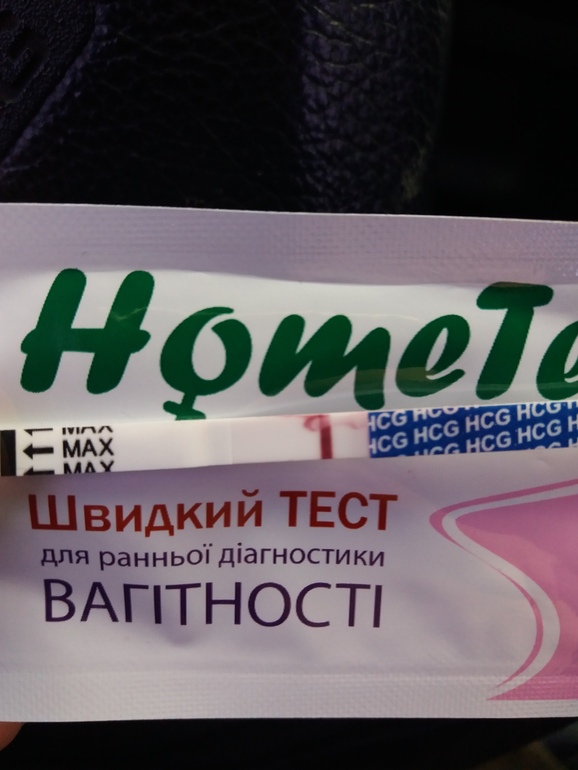 HomeTe
MAX
MAX
MAX
HCG HCG HCG HCG H
HCG HCG HCG HCG H
HCG HCG HCG HCG H
Швидкий ТЕСТ
для ранньої діагностики
ВАГІТНОСТІ